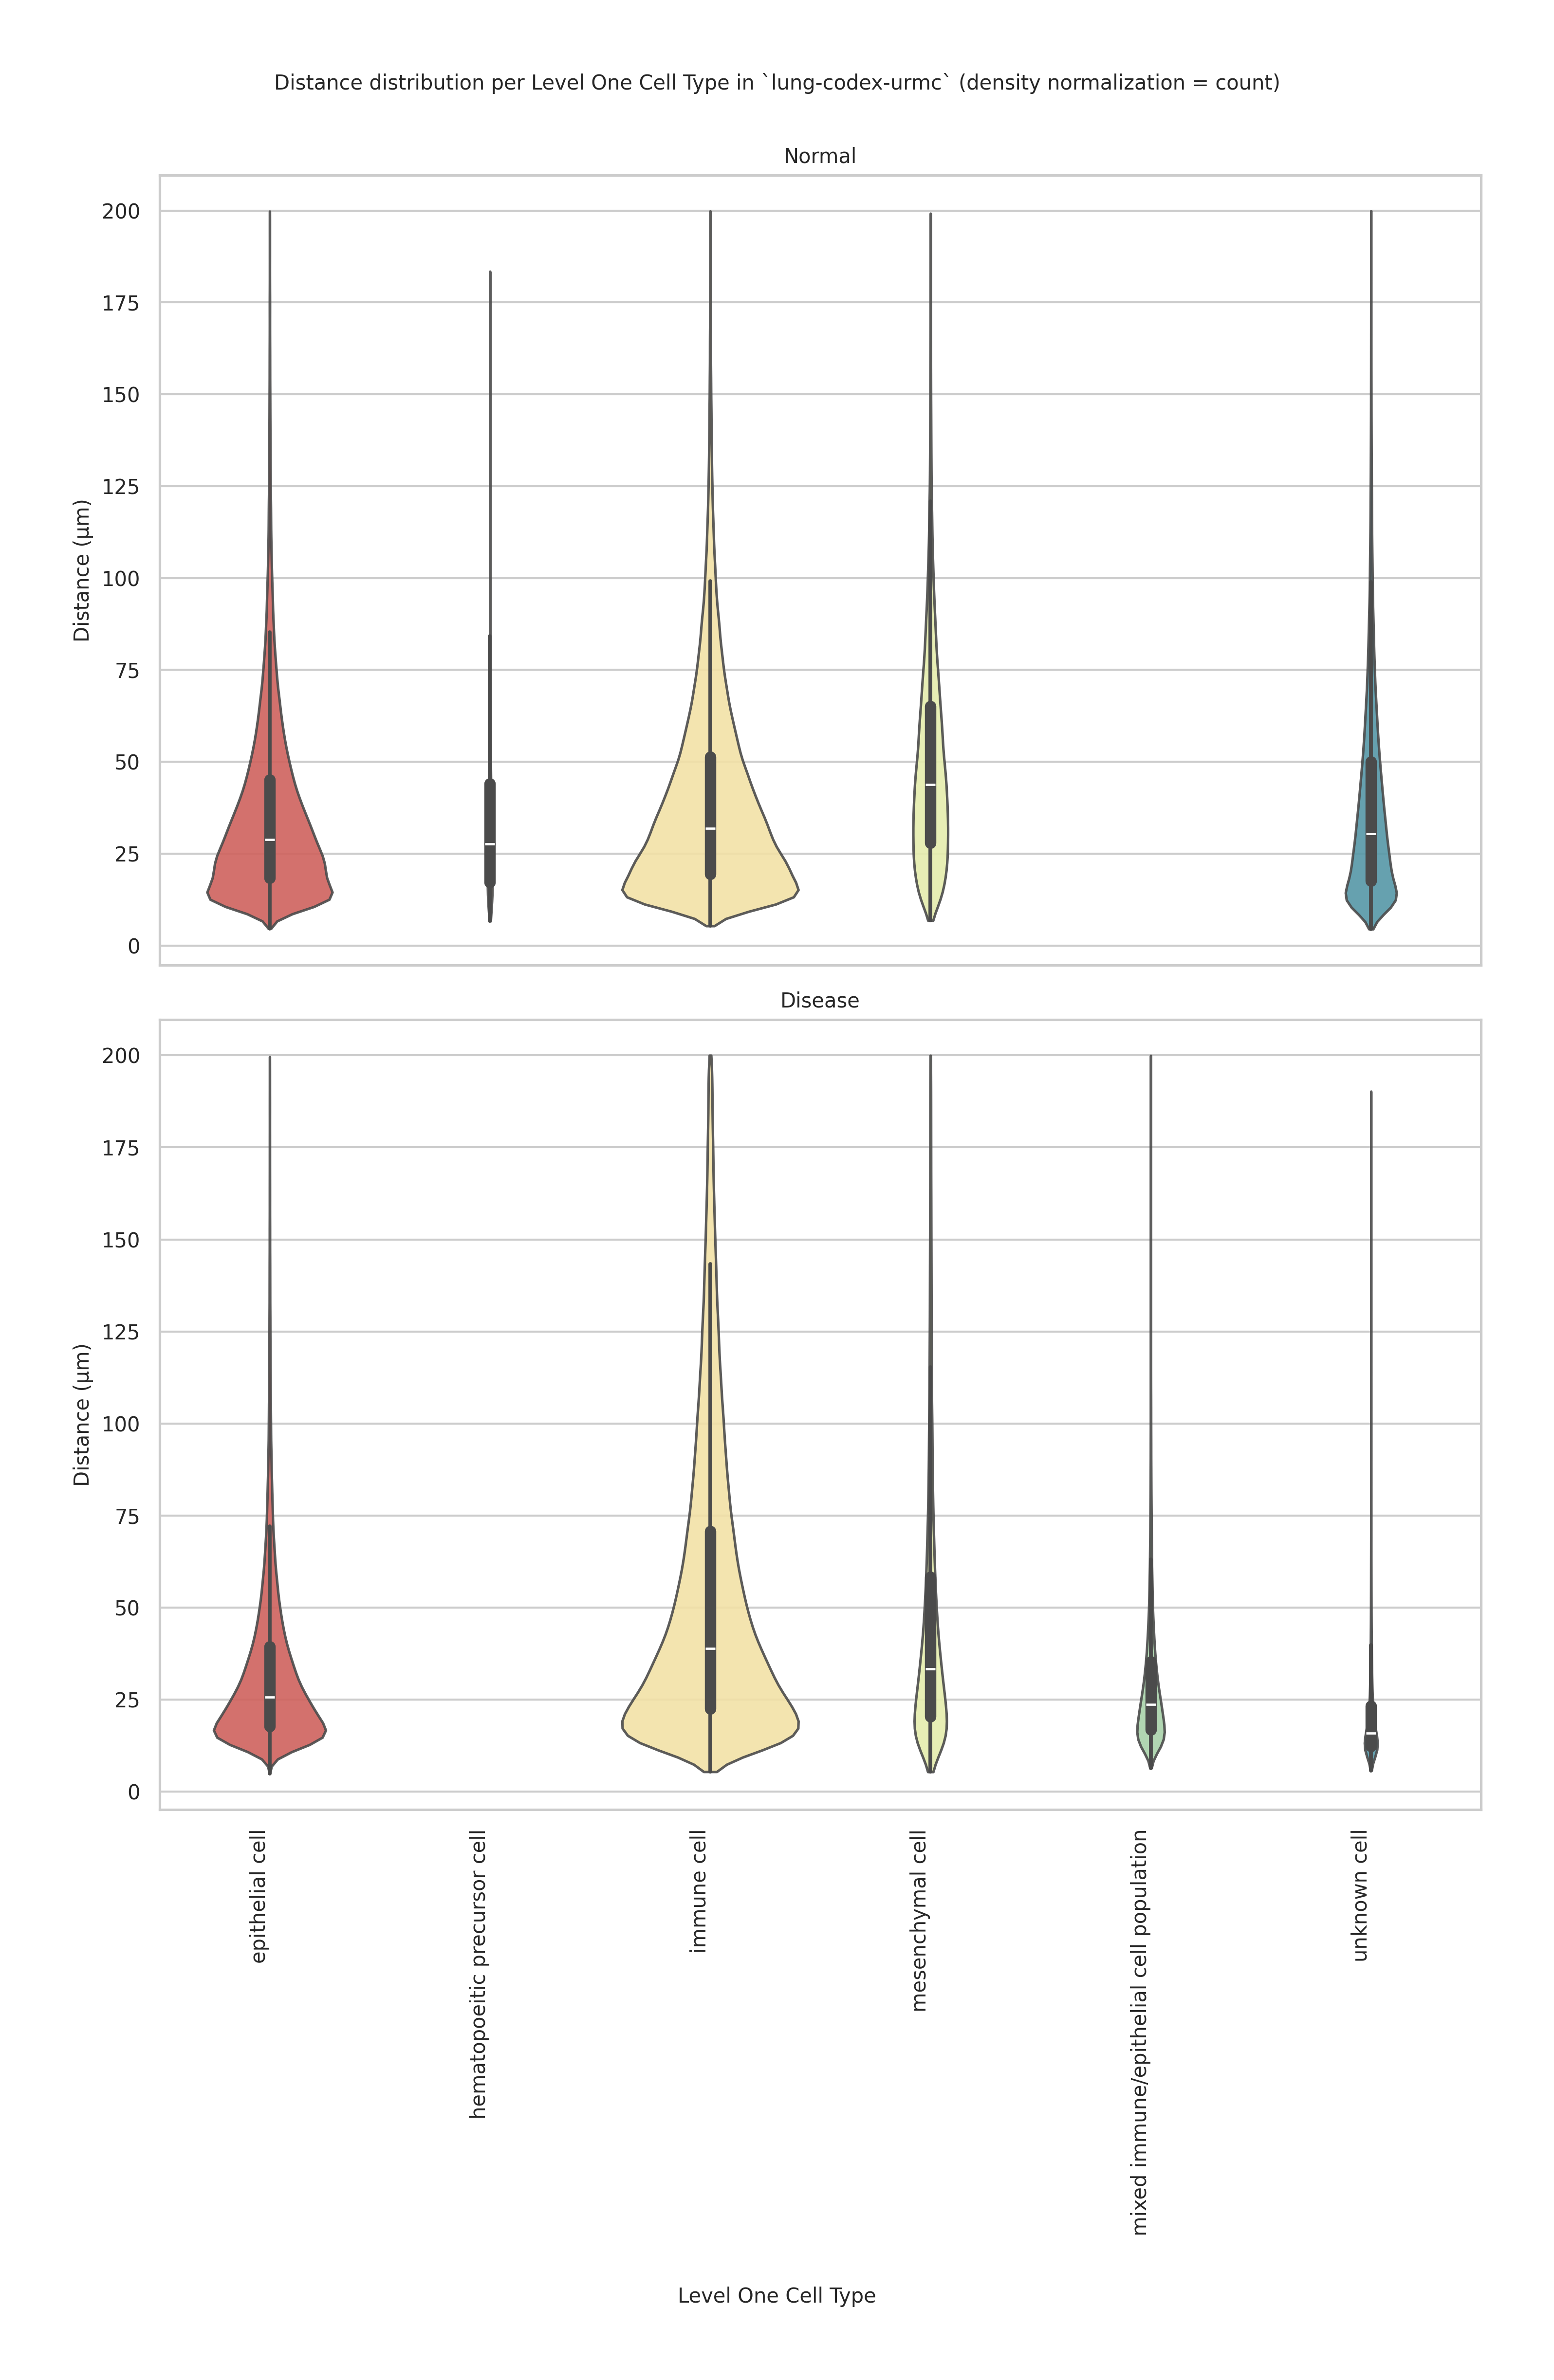 Distance distribution per Level One Cell Type in `lung-codex-urmc` (density normalization = count)
Normal
200
175
150
125
100
75
50
25
0
Distance (μm)
Disease
200
175
150
125
100
75
50
25
0
Distance (μm)
epithelial cell
hematopoeitic precursor cell
immune cell
mesenchymal cell
mixed immune/epithelial cell population
unknown cell
Level One Cell Type